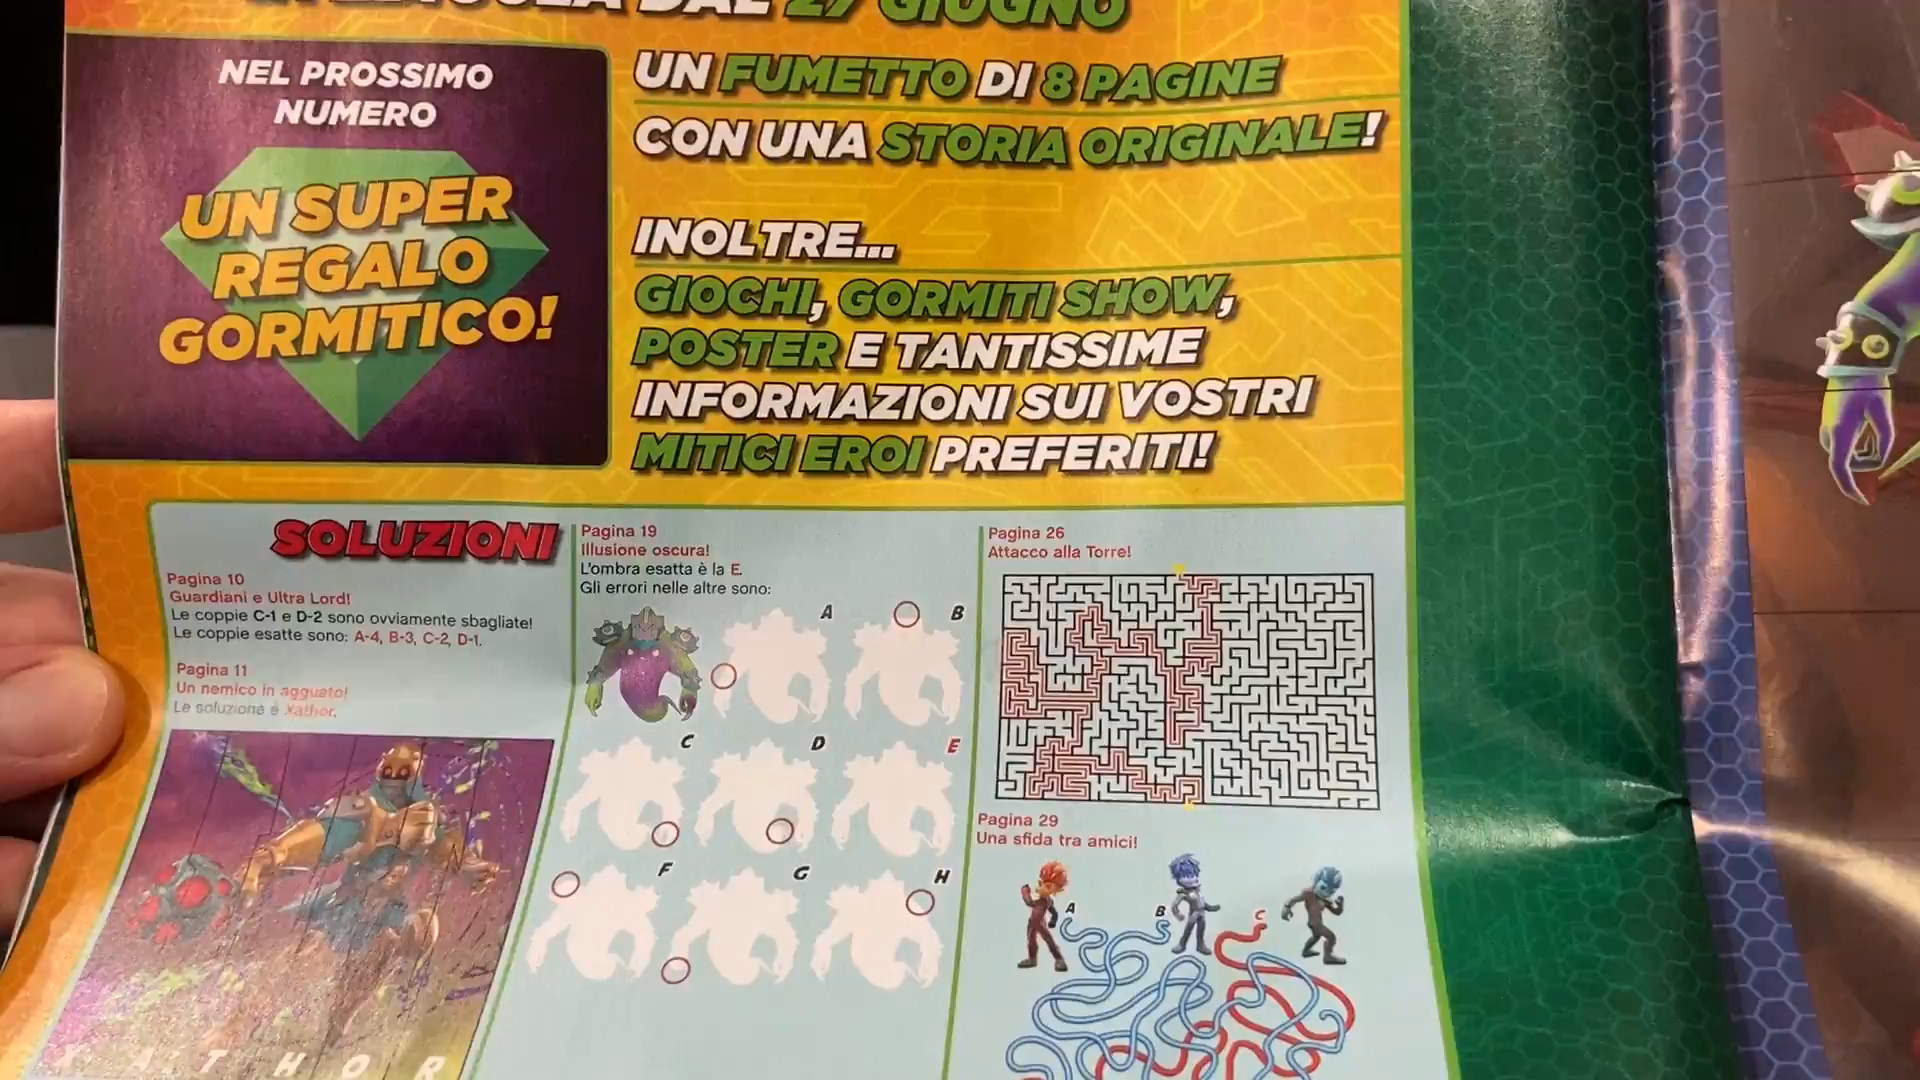 DAL 27 GIUGNO
NEL PROSSIMO
NUMERO
UN SUPER
REGALO
GORMITICO!
UN FUMETTO DI 8 PAGINE
CON UNA STORIA ORIGINALE!
INOLTRE...
GIOCHI, GORMITI SHOW,
POSTER E TANTISSIME
INFORMAZIONI SUI VOSTRI
MITICI EROI PREFERITI!
SOLUZIONI
Pagina 10
Guardiani e Ultra Lord!
Le coppie C-1 e D-2 sono ovviamente sbagliate!
Le coppie esatte sono: A-4, B-3, C-2, D-1.
Pagina 11
Un nemico in agguato!
Le soluzione è Xathor.
X A T H O R
Pagina 19
Illusione oscura!
L'ombra esatta è la E.
Gli errori nelle altre sono:
A
B
C
D
E
F
G
H
Pagina 26
Attacco alla Torre!
Pagina 29
Una sfida tra amici!
A
B
C